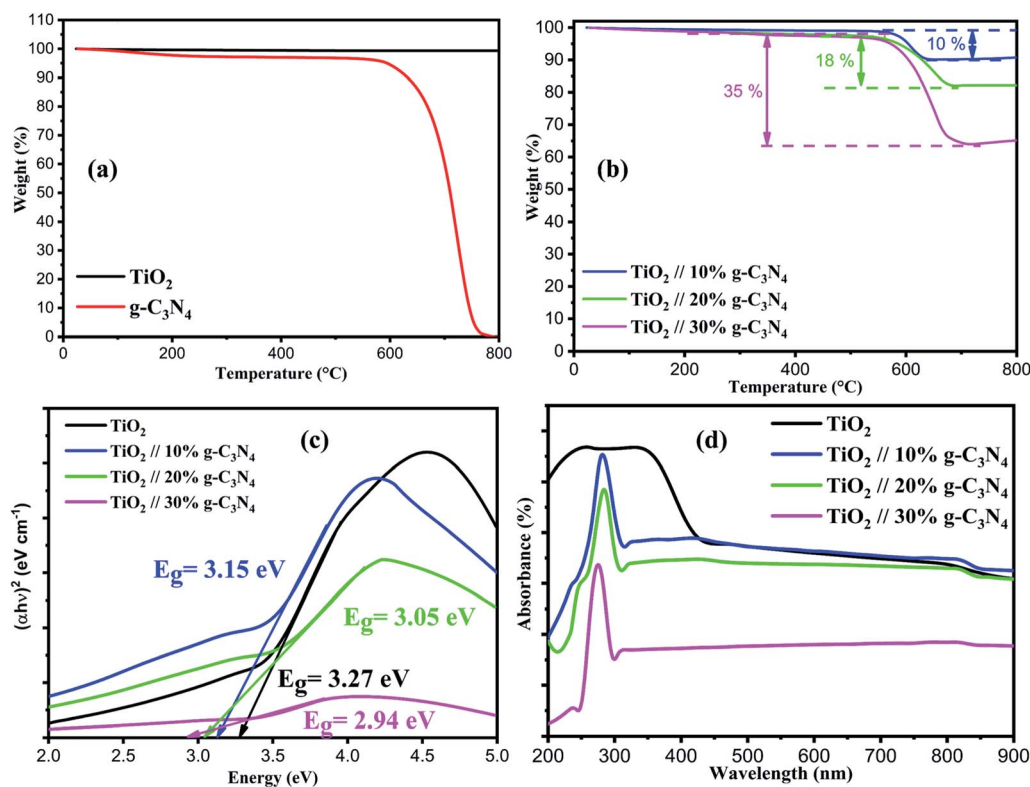 110
100
90
80
70
60
50
40
30
20
10
0
Weight (%)
(a)
TiO₂
g-C₃N₄
0 200 400 600 800
Temperature (°C)
100
90
80
70
60
50
40
30
20
10
0
Weight (%)
10 %
18 %
35 %
(b)
TiO₂ // 10% g-C₃N₄
TiO₂ // 20% g-C₃N₄
TiO₂ // 30% g-C₃N₄
0 200 400 600 800
Temperature (°C)
(αhν)² (eV cm⁻¹)
TiO₂
TiO₂ // 10% g-C₃N₄
TiO₂ // 20% g-C₃N₄
TiO₂ // 30% g-C₃N₄
(c)
Eg= 3.15 eV
Eg= 3.05 eV
Eg= 3.27 eV
Eg= 2.94 eV
2.0 2.5 3.0 3.5 4.0 4.5 5.0
Energy (eV)
Absorbance (%)
(d)
TiO₂
TiO₂ // 10% g-C₃N₄
TiO₂ // 20% g-C₃N₄
TiO₂ // 30% g-C₃N₄
200 300 400 500 600 700 800 900
Wavelength (nm)